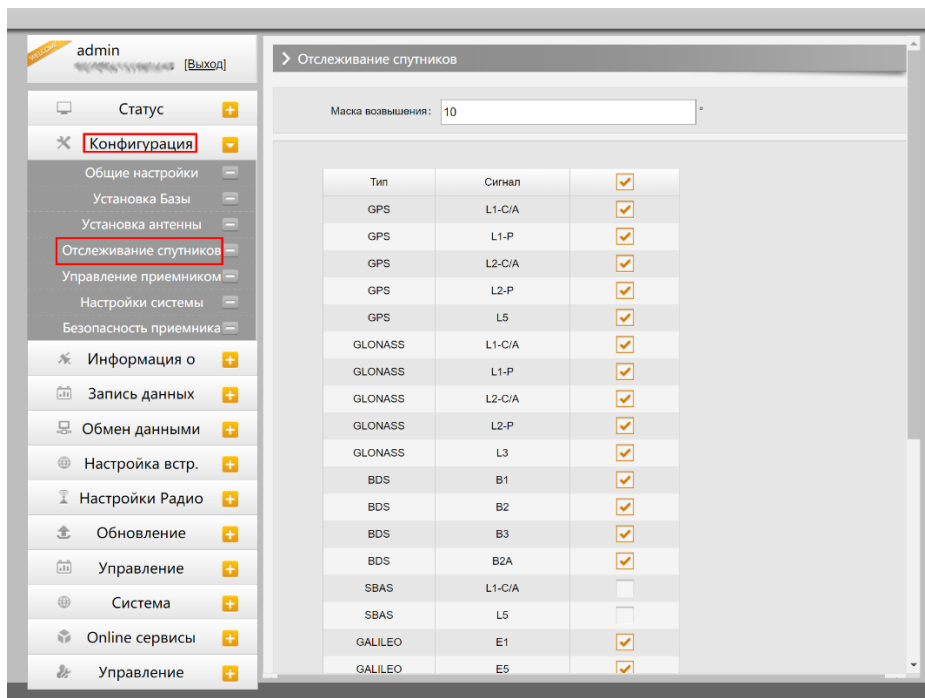 WELCOME
admin
[Выход]
Статус
Конфигурация
Общие настройки
Установка Базы
Установка антенны
Отслеживание спутников
Управление приемником
Настройки системы
Безопасность приемника
Информация о
Запись данных
Обмен данными
Настройка встр.
Настройки Радио
Обновление
Управление
Система
Online сервисы
Управление
Отслеживание спутников
Маска возвышения: 10 °
Тип Сигнал
GPS L1-C/A
GPS L1-P
GPS L2-C/A
GPS L2-P
GPS L5
GLONASS L1-C/A
GLONASS L1-P
GLONASS L2-C/A
GLONASS L2-P
GLONASS L3
BDS B1
BDS B2
BDS B3
BDS B2A
SBAS L1-C/A
SBAS L5
GALILEO E1
GALILEO E5